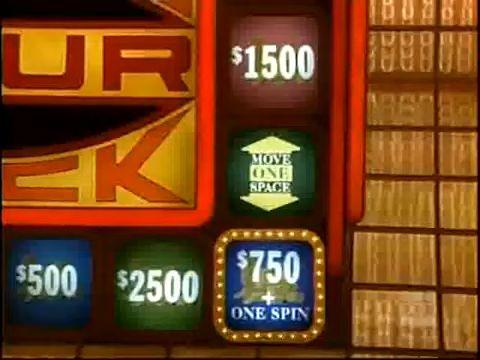 $1500
UR
MOVE
ONE
SPACE
CK
$500
$2500
$750
+
ONE SPIN